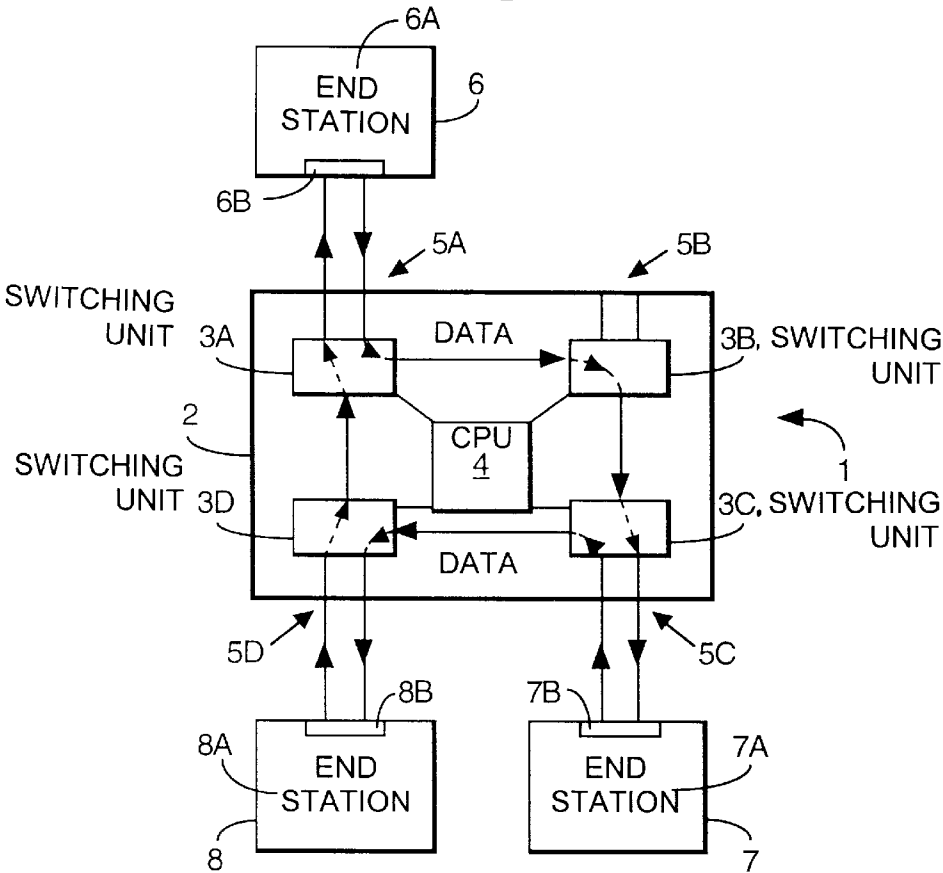 6A
END
STATION
6
6B
5A
5B
SWITCHING
UNIT
3A
DATA
3B, SWITCHING
UNIT
2
CPU
4
1
SWITCHING
UNIT
3D
3C, SWITCHING
UNIT
DATA
5D
5C
8B
7B
8A
END
STATION
8
END
STATION
7A
7